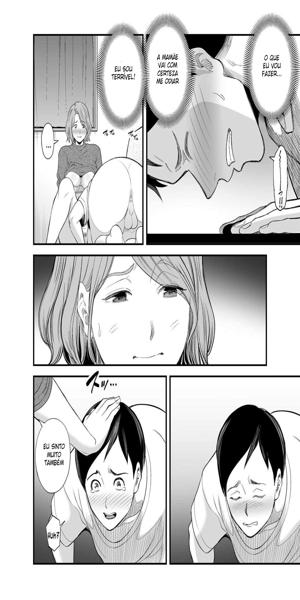 O QUE
EU VOU
FAZER...
A MAMÃE
VAI COM
CERTEZA
ME ODIAR
EU SOU
TERRÍVEL!
...
EU SINTO
MUITO
TAMBÉM
HUH?